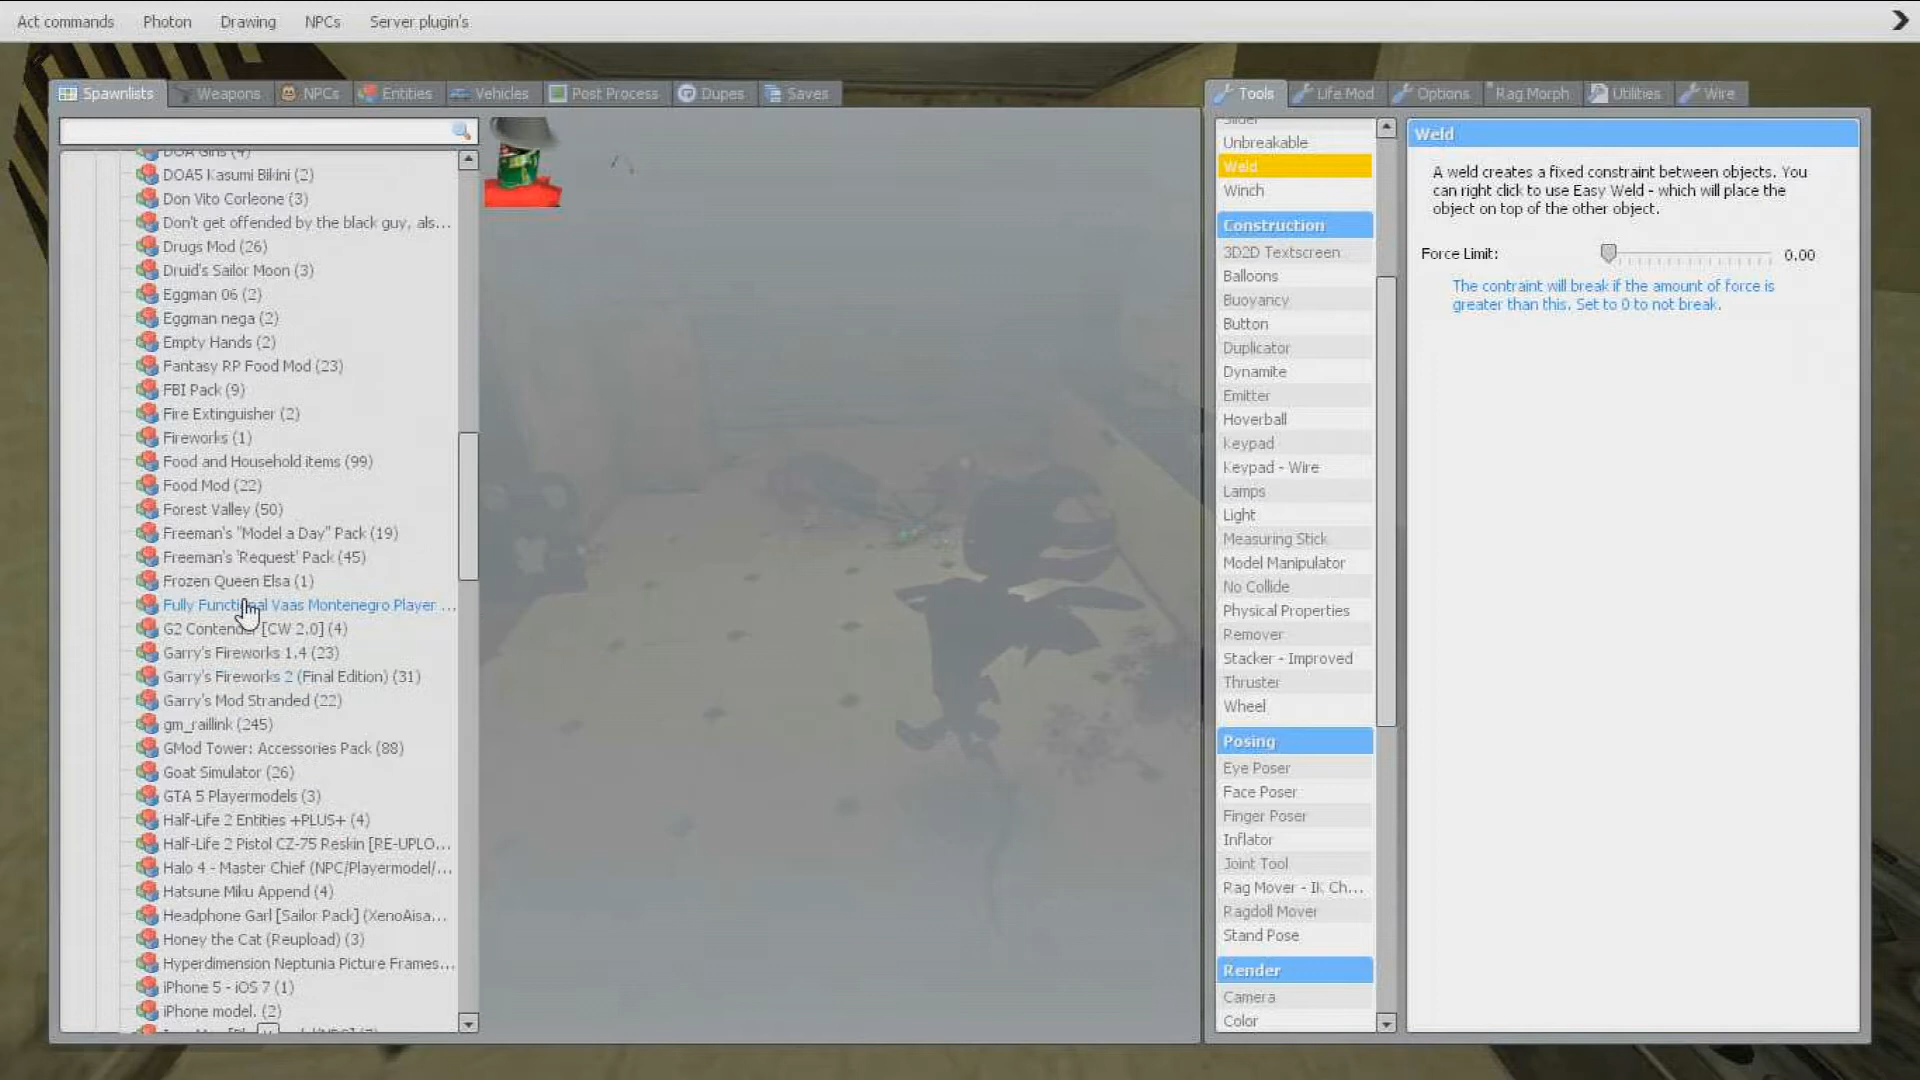 Act commands Photon Drawing NPCs Server plugin's
Spawnlists Weapons NPCs Entities Vehicles Post Process Dupes Saves
DOA Girls (4)
DOA5 Kasumi Bikini (2)
Don Vito Corleone (3)
Don't get offended by the black guy, als...
Drugs Mod (26)
Druid's Sailor Moon (3)
Eggman 06 (2)
Eggman nega (2)
Empty Hands (2)
Fantasy RP Food Mod (23)
FBI Pack (9)
Fire Extinguisher (2)
Fireworks (1)
Food and Household items (99)
Food Mod (22)
Forest Valley (50)
Freeman's "Model a Day" Pack (19)
Freeman's 'Request' Pack (45)
Frozen Queen Elsa (1)
Fully Functional Vaas Montenegro Player ...
G2 Contender [CW 2.0] (4)
Garry's Fireworks 1.4 (23)
Garry's Fireworks 2 (Final Edition) (31)
Garry's Mod Stranded (22)
gm_raillink (245)
GMod Tower: Accessories Pack (88)
Goat Simulator (26)
GTA 5 Playermodels (3)
Half-Life 2 Entities +PLUS+ (4)
Half-Life 2 Pistol CZ-75 Reskin [RE-UPLO...
Halo 4 - Master Chief (NPC/Playermodel/...
Hatsune Miku Append (4)
Headphone Garl [Sailor Pack] (XenoAisa...
Honey the Cat (Reupload) (3)
Hyperdimension Neptunia Picture Frames...
iPhone 5 - iOS 7 (1)
iPhone model. (2)
Tools Life Mod Options Rag Morph Utilities Wire
Slider
Unbreakable
Weld
Winch
Construction
3D2D Textscreen
Balloons
Buoyancy
Button
Duplicator
Dynamite
Emitter
Hoverball
Keypad
Keypad - Wire
Lamps
Light
Measuring Stick
Model Manipulator
No Collide
Physical Properties
Remover
Stacker - Improved
Thruster
Wheel
Posing
Eye Poser
Face Poser
Finger Poser
Inflator
Joint Tool
Rag Mover - Ik Ch...
Ragdoll Mover
Stand Pose
Render
Camera
Color
Weld
A weld creates a fixed constraint between objects. You
can right click to use Easy Weld - which will place the
object on top of the other object.
Force Limit: 0.00
The contraint will break if the amount of force is
greater than this. Set to 0 to not break.